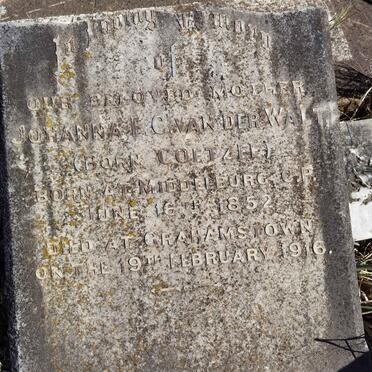 IN LOVING MEMORY
OF
OUR BELOVED MOTHER
JOHANNA E. C. VAN DER WALT
(BORN COETZEE)
BORN AT MIDDELBURG, C.P.
JUNE 16TH 1852
DIED AT GRAHAMSTOWN
ON THE 19TH FEBRUARY 1916.